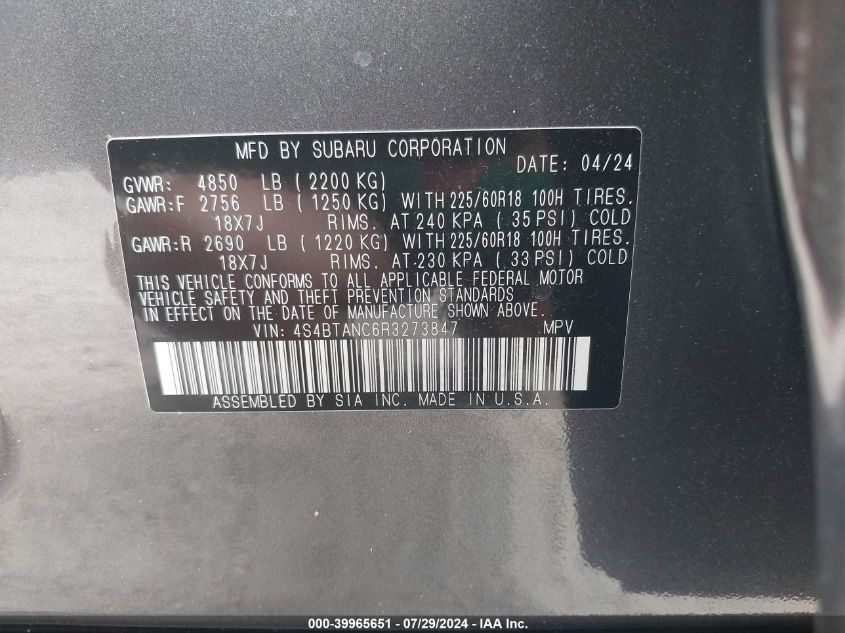 MFD BY SUBARU CORPORATION
DATE: 04/24
GVWR: 4850 LB ( 2200 KG)
GAWR:F 2756 LB ( 1250 KG) WITH 225/60R18 100H TIRES.
18X7J RIMS. AT 240 KPA ( 35 PSI) COLD
GAWR:R 2690 LB ( 1220 KG) WITH 225/60R18 100H TIRES.
18X7J RIMS. AT 230 KPA ( 33 PSI) COLD
THIS VEHICLE CONFORMS TO ALL APPLICABLE FEDERAL MOTOR
VEHICLE SAFETY AND THEFT PREVENTION STANDARDS
IN EFFECT ON THE DATE OF MANUFACTURE SHOWN ABOVE.
VIN: 4S4BTANC6R3273847 MPV
ASSEMBLED BY SIA INC. MADE IN U.S.A.
000-39965651 / 07/29/2024 - IAA Inc.